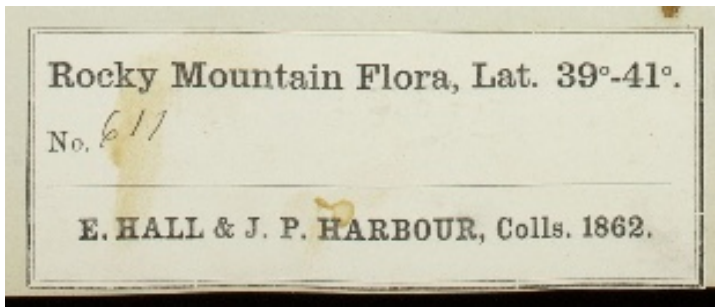 Rocky Mountain Flora, Lat. 39°-41°.
No. 611
E. HALL & J. P. HARBOUR, Colls. 1862.